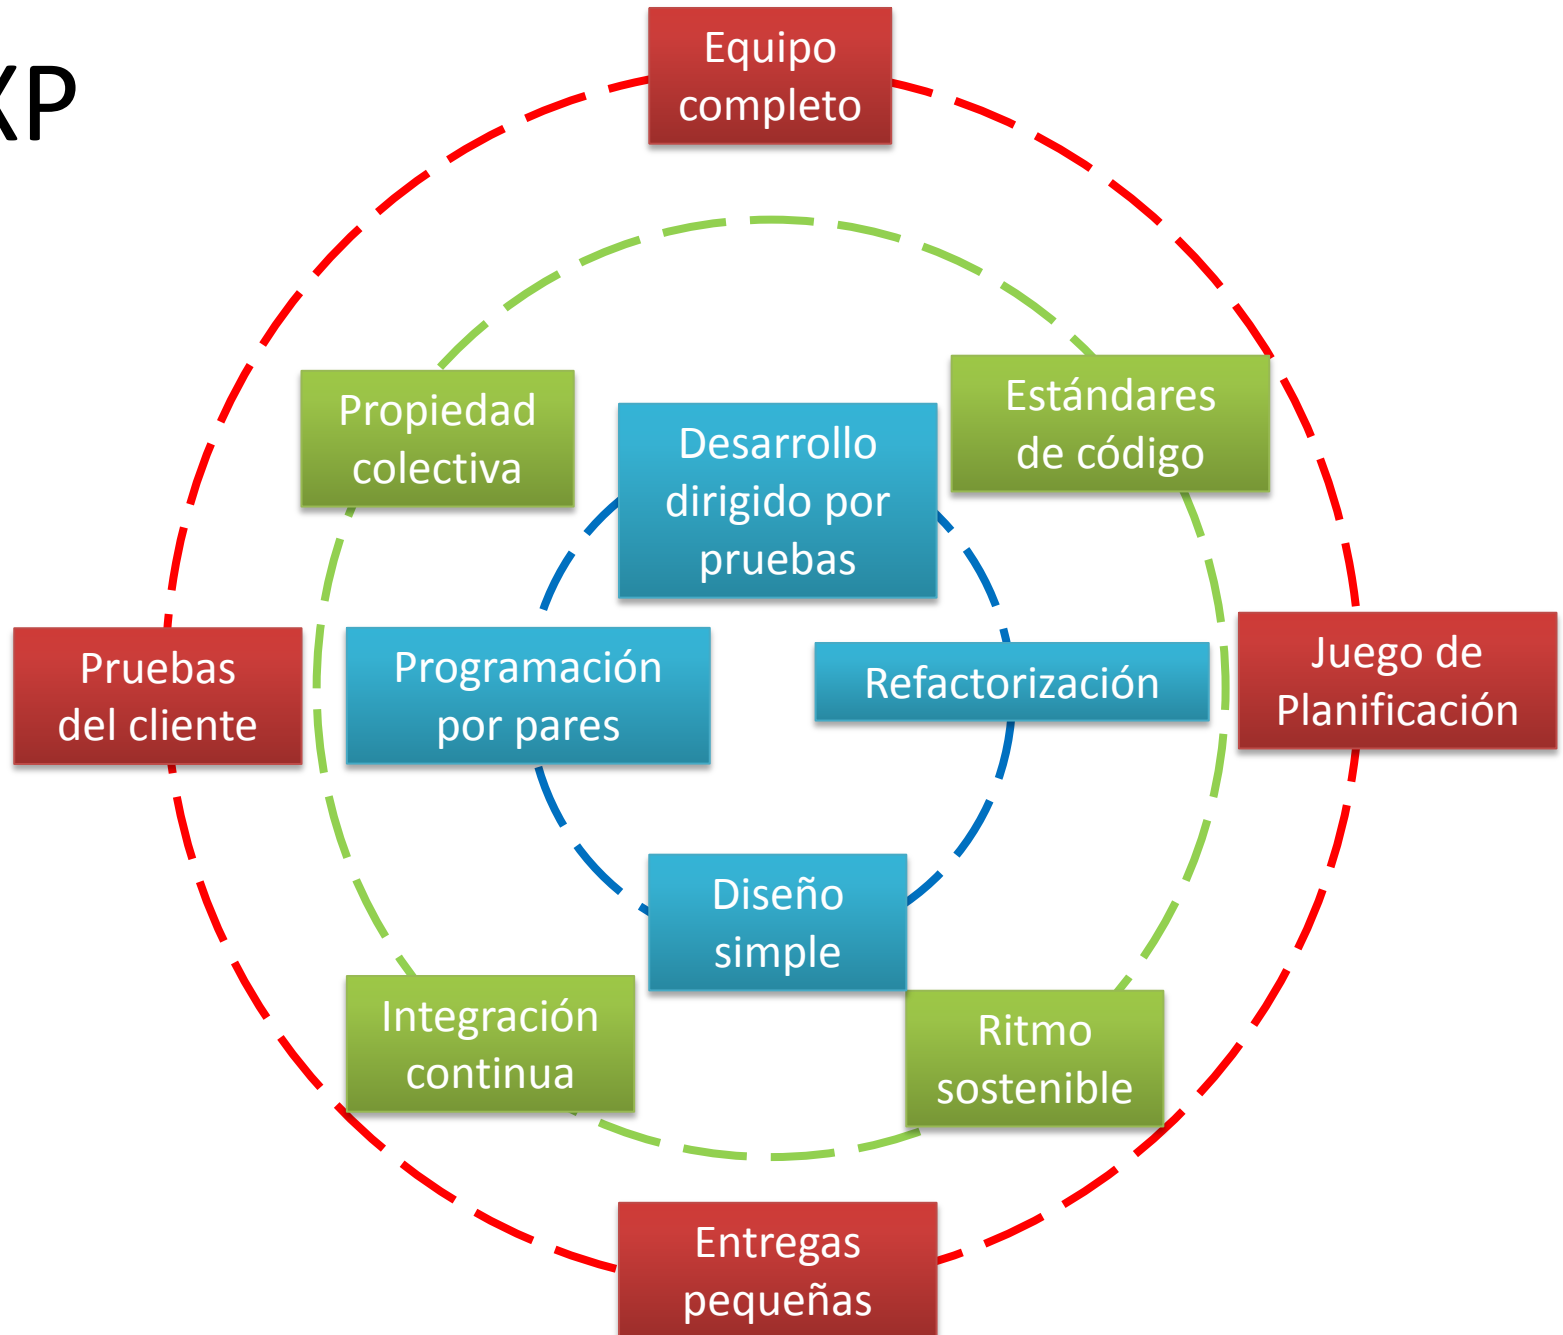 XP
Equipo
completo
Propiedad
colectiva
Desarrollo
dirigido por
pruebas
Estándares
de código
Pruebas
del cliente
Programación
por pares
Refactorización
Juego de
Planificación
Diseño
simple
Integración
continua
Ritmo
sostenible
Entregas
pequeñas